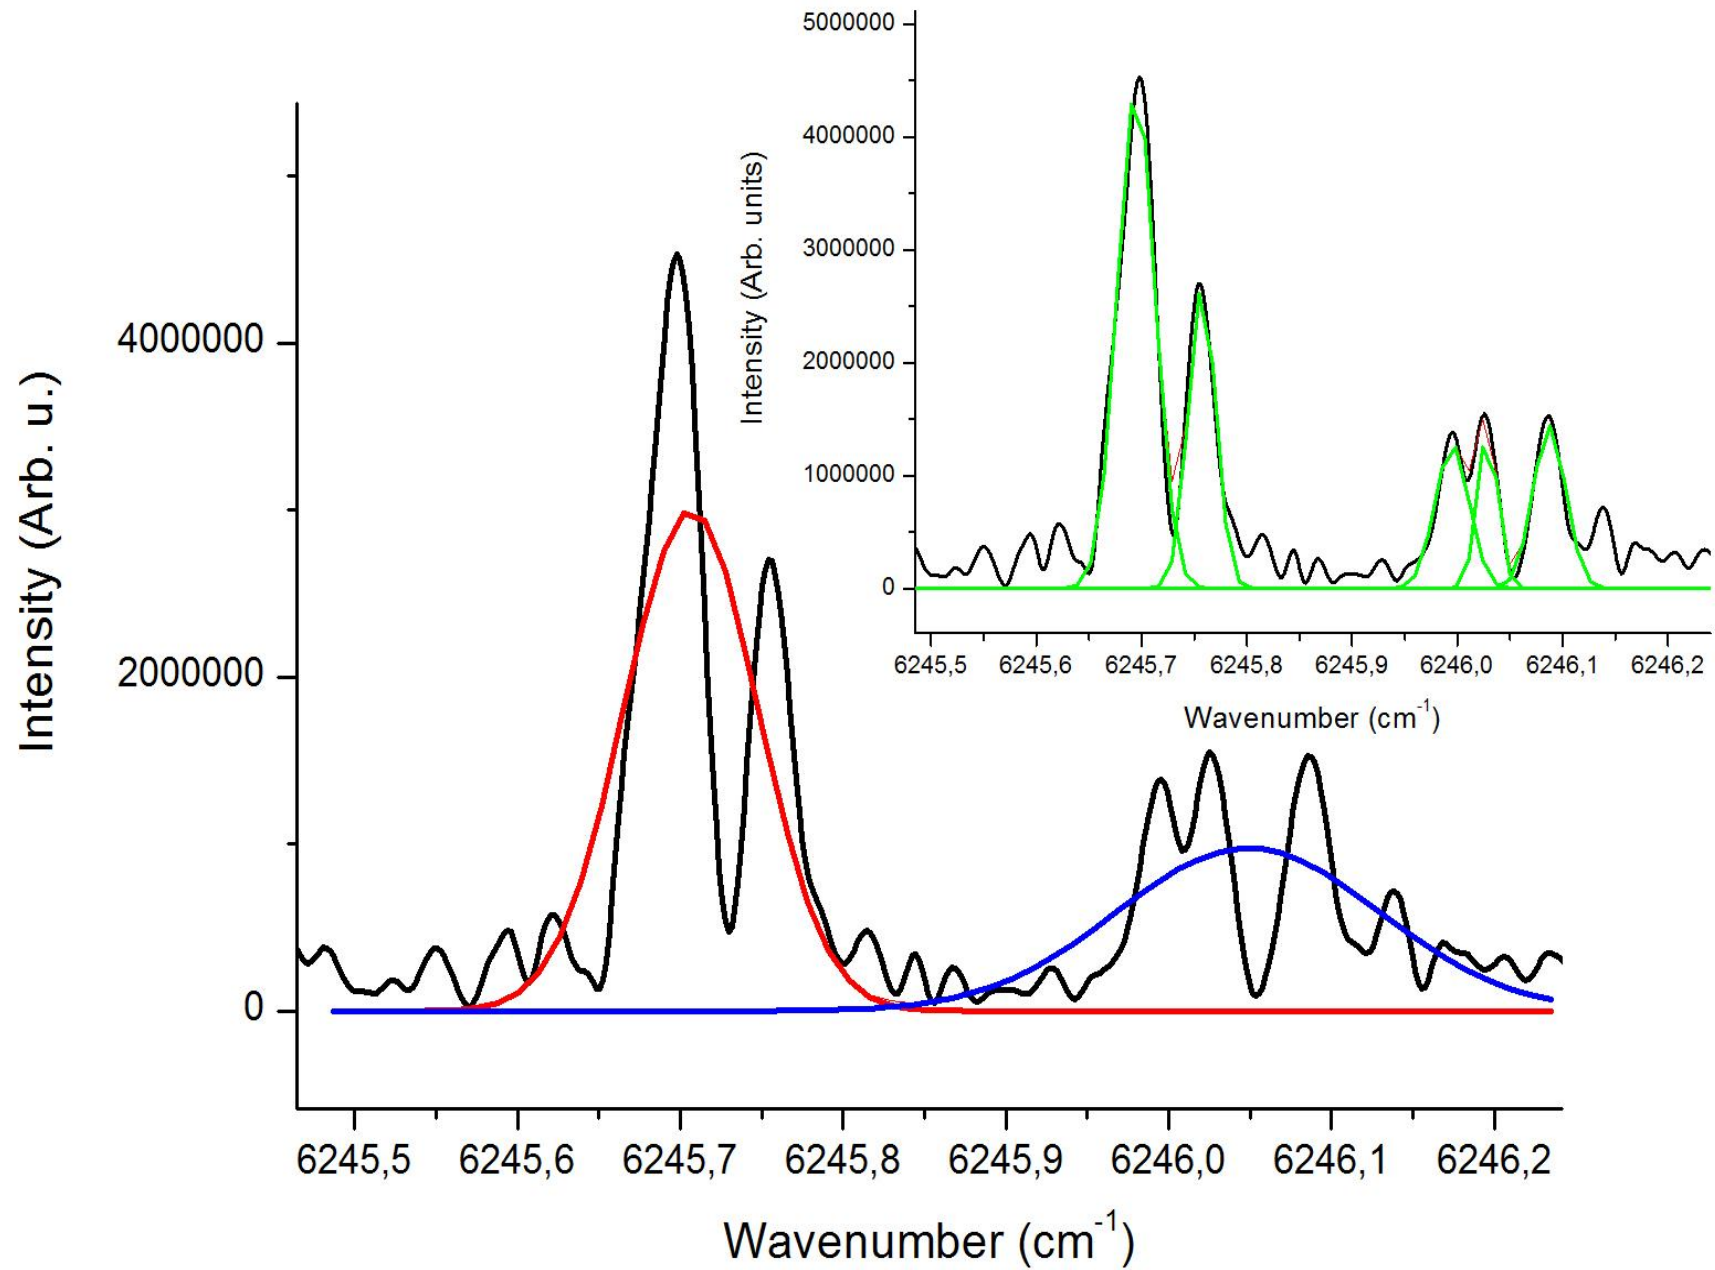 5000000
4000000
3000000
2000000
1000000
0
Intensity (Arb. units)
6245,5 6245,6 6245,7 6245,8 6245,9 6246,0 6246,1 6246,2
Wavenumber (cm⁻¹)
4000000
2000000
0
Intensity (Arb. u.)
6245,5 6245,6 6245,7 6245,8 6245,9 6246,0 6246,1 6246,2
Wavenumber (cm⁻¹)